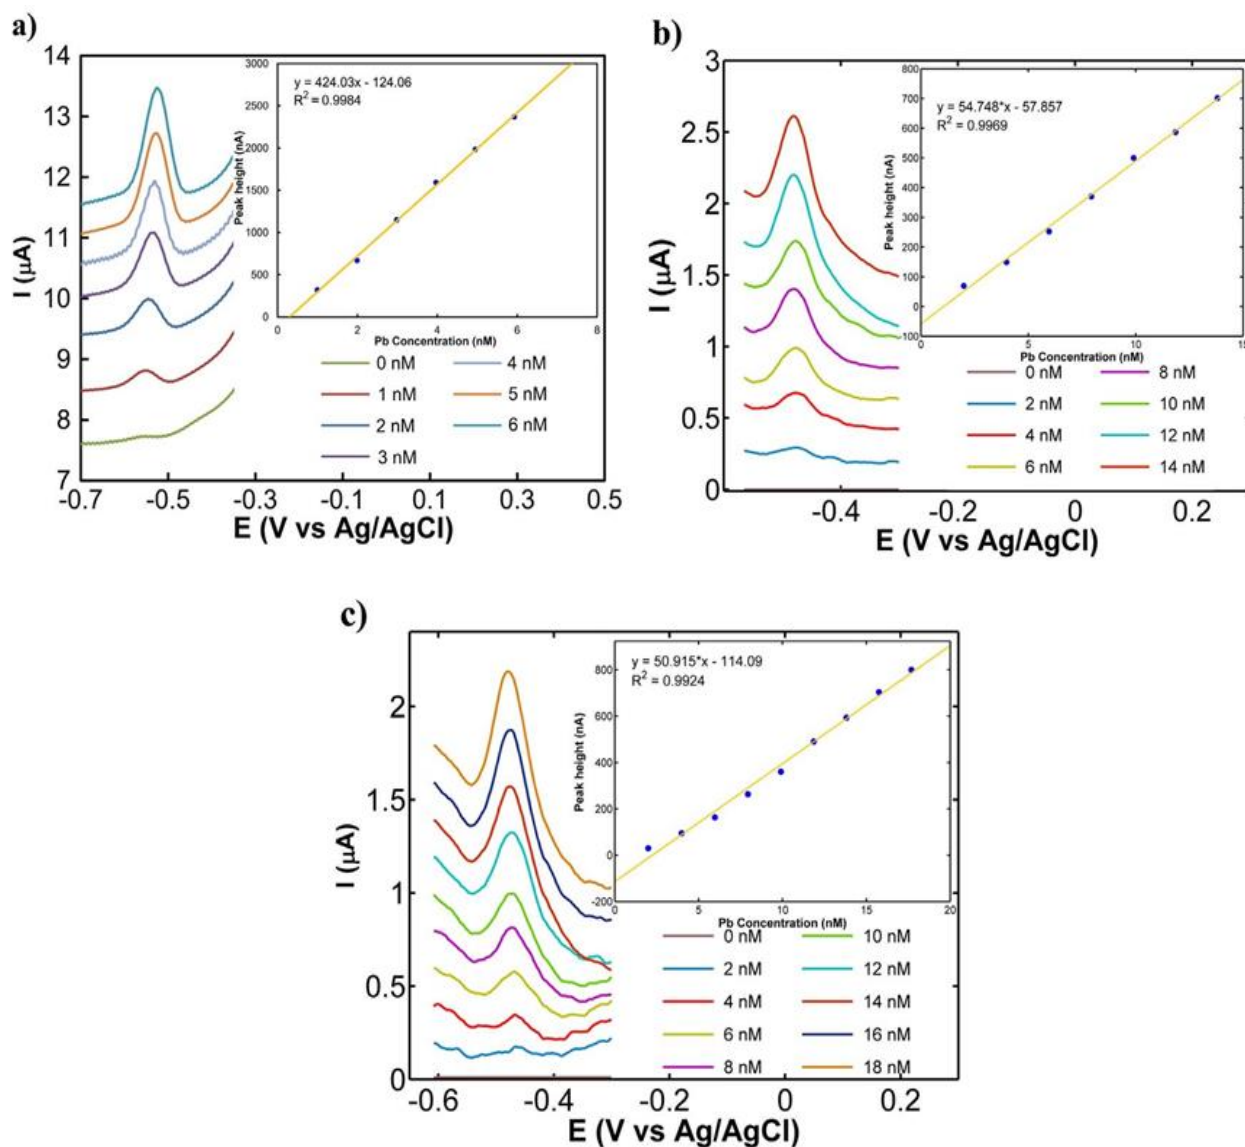 a)
14
13
12
11
10
9
8
7
I (μA)
-0.7
-0.5
-0.3
-0.1
0.1
0.3
0.5
E (V vs Ag/AgCl)
y = 424.03x - 124.06
R² = 0.9984
3000
2500
2000
1500
1000
500
0
Peak height (nA)
0
2
4
6
8
Pb Concentration (nM)
0 nM
1 nM
2 nM
3 nM
4 nM
5 nM
6 nM
b)
3
2.5
2
1.5
1
0.5
0
I (μA)
-0.4
-0.2
0
0.2
E (V vs Ag/AgCl)
y = 54.748*x - 57.857
R² = 0.9969
800
700
600
500
400
300
200
100
0
100
Peak height (nA)
0
5
10
15
Pb Concentration (nM)
0 nM
2 nM
4 nM
6 nM
8 nM
10 nM
12 nM
14 nM
c)
2
1.5
1
0.5
0
I (μA)
-0.6
-0.4
-0.2
0
0.2
E (V vs Ag/AgCl)
y = 50.915*x - 114.09
R² = 0.9924
800
600
400
200
0
-200
Peak height (nA)
0
5
10
15
20
Pb Concentration (nM)
0 nM
2 nM
4 nM
6 nM
8 nM
10 nM
12 nM
14 nM
16 nM
18 nM